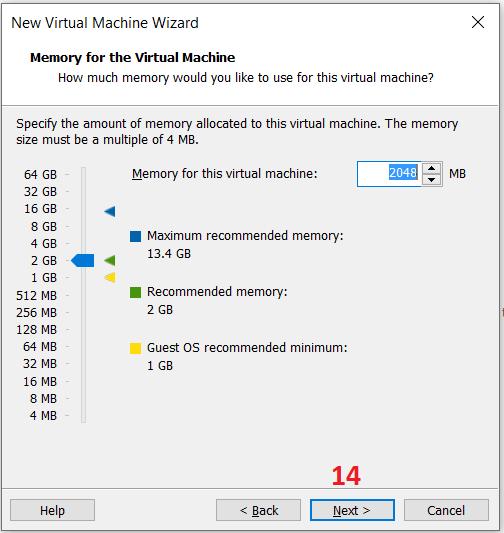 New Virtual Machine Wizard
Memory for the Virtual Machine
How much memory would you like to use for this virtual machine?
Specify the amount of memory allocated to this virtual machine. The memory
size must be a multiple of 4 MB.
64 GB
32 GB
16 GB
8 GB
4 GB
2 GB
1 GB
512 MB
256 MB
128 MB
64 MB
32 MB
16 MB
8 MB
4 MB
Memory for this virtual machine: 2048 MB
Maximum recommended memory:
13.4 GB
Recommended memory:
2 GB
Guest OS recommended minimum:
1 GB
14
Help < Back Next > Cancel